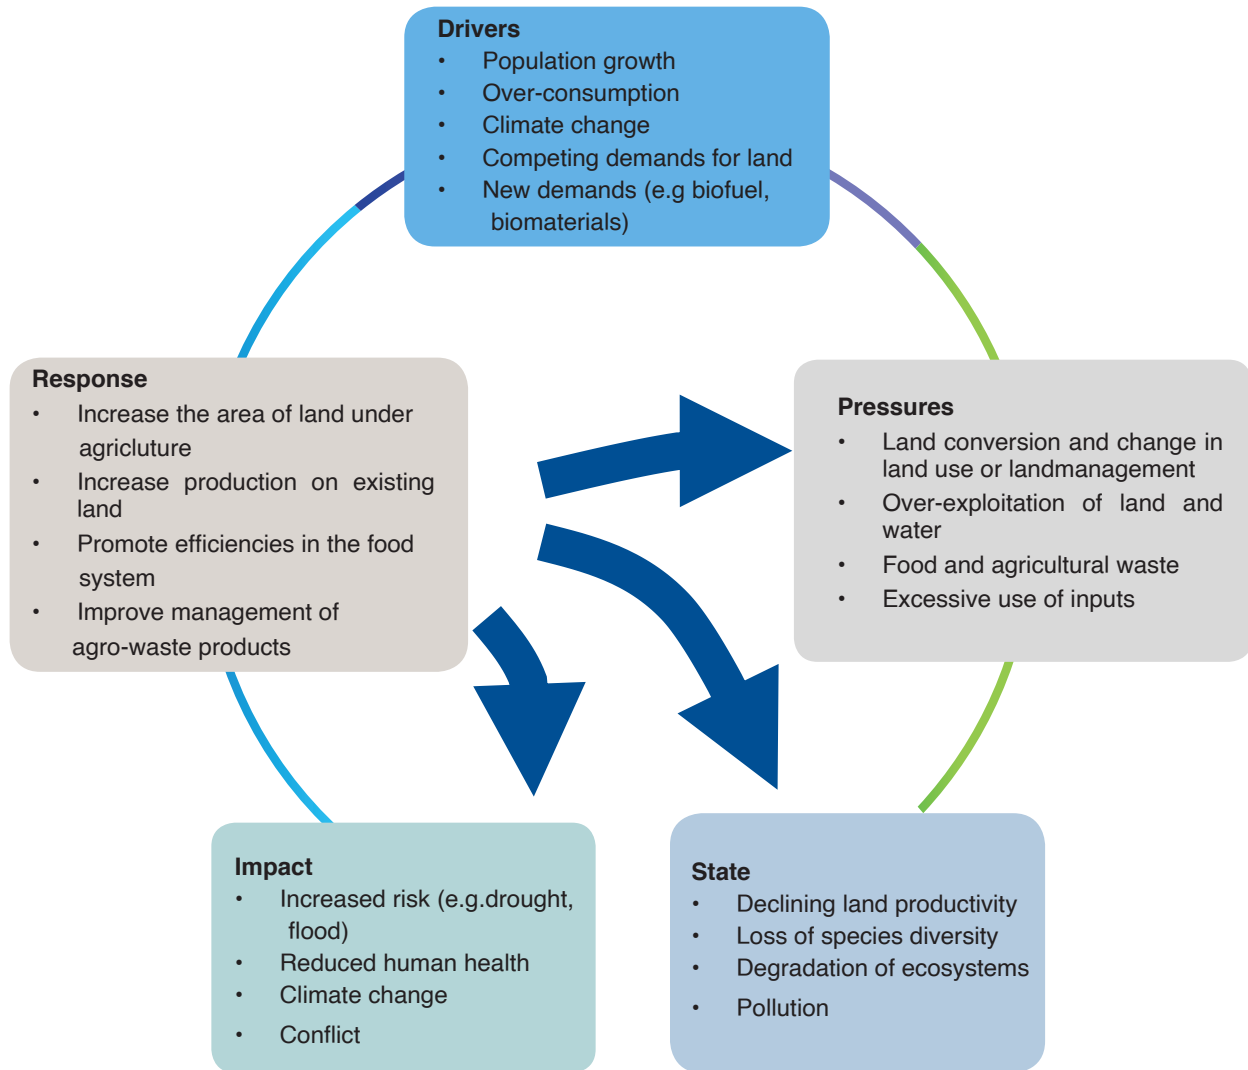 Drivers
• Population growth
• Over-consumption
• Climate change
• Competing demands for land
• New demands (e.g biofuel,
biomaterials)
Response
• Increase the area of land under
agricluture
• Increase production on existing
land
• Promote efficiencies in the food
system
• Improve management of
agro-waste products
Pressures
• Land conversion and change in
land use or landmanagement
• Over-exploitation of land and
water
• Food and agricultural waste
• Excessive use of inputs
Impact
• Increased risk (e.g.drought,
flood)
• Reduced human health
• Climate change
• Conflict
State
• Declining land productivity
• Loss of species diversity
• Degradation of ecosystems
• Pollution